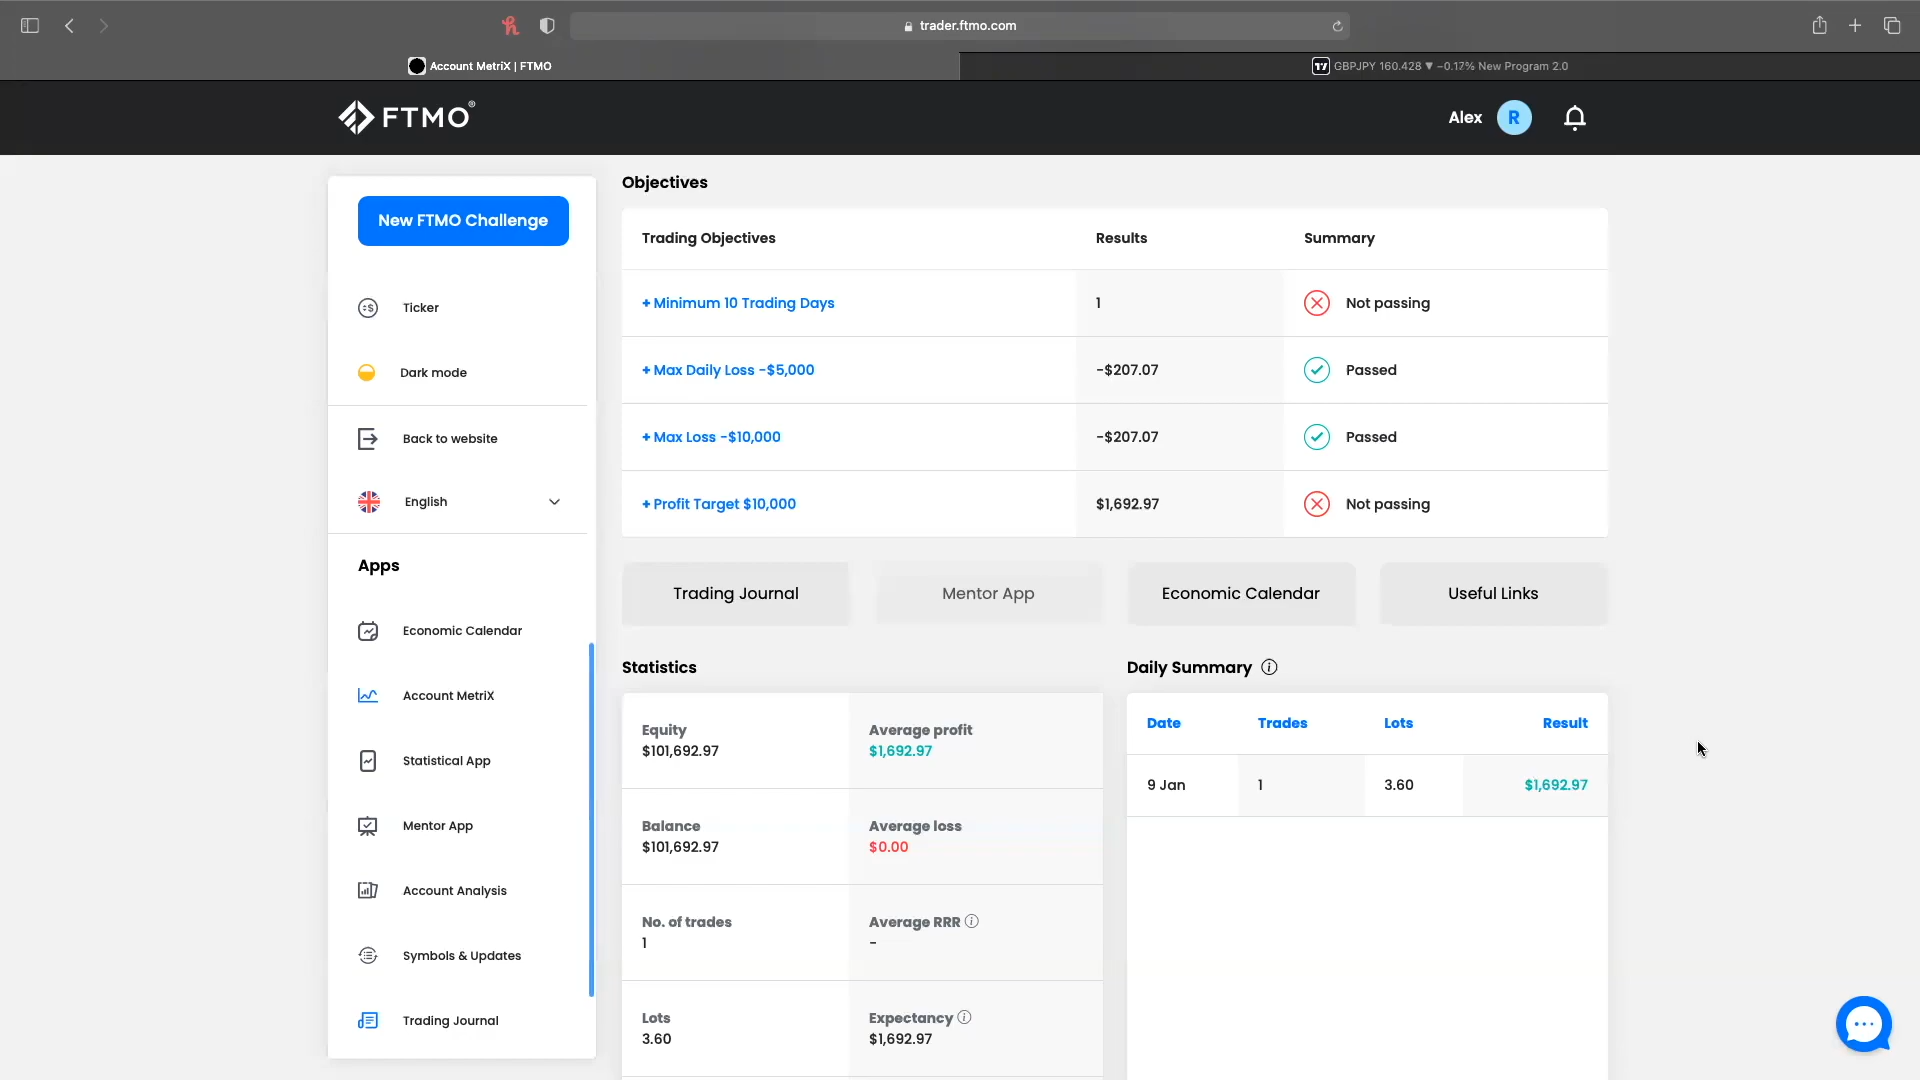 trader.ftmo.com
Account MetriX | FTMO
GBPJPY 160.428 ▼ −0.17% New Program 2.0
FTMO®
Alex R
New FTMO Challenge
Ticker
Dark mode
Back to website
English
Apps
Economic Calendar
Account MetriX
Statistical App
Mentor App
Account Analysis
Symbols & Updates
Trading Journal
Objectives
Trading Objectives Results Summary
+ Minimum 10 Trading Days 1 Not passing
+ Max Daily Loss -$5,000 -$207.07 Passed
+ Max Loss -$10,000 -$207.07 Passed
+ Profit Target $10,000 $1,692.97 Not passing
Trading Journal Mentor App Economic Calendar Useful Links
Statistics
Equity Average profit
$101,692.97 $1,692.97
Balance Average loss
$101,692.97 $0.00
No. of trades Average RRR
1 -
Lots Expectancy
3.60 $1,692.97
Daily Summary
Date Trades Lots Result
9 Jan 1 3.60 $1,692.97